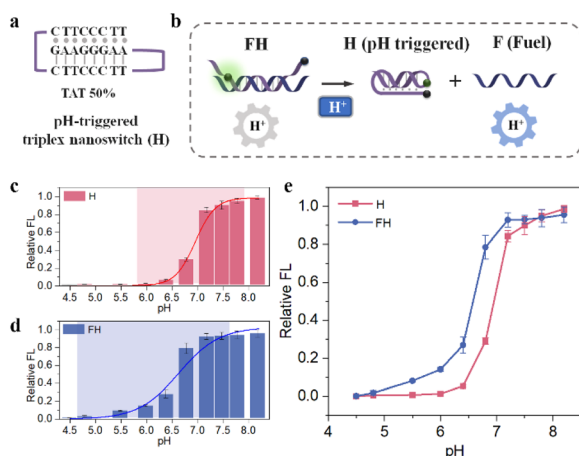 a
C TTCCC TT
GAAGGGAA
C TTCCC TT
TAT 50%
pH-triggered
triplex nanoswitch (H)
b
FH
H (pH triggered)
F (Fuel)
+
H+
H+
H+
c
H
Relative FL
1.0
0.8
0.6
0.4
0.2
0.0
4.5 5.0 5.5 6.0 6.5 7.0 7.5 8.0
pH
d
FH
Relative FL
1.0
0.8
0.6
0.4
0.2
0.0
4.5 5.0 5.5 6.0 6.5 7.0 7.5 8.0
pH
e
H
FH
Relative FL
1.0
0.8
0.6
0.4
0.2
0.0
4 5 6 7 8
pH